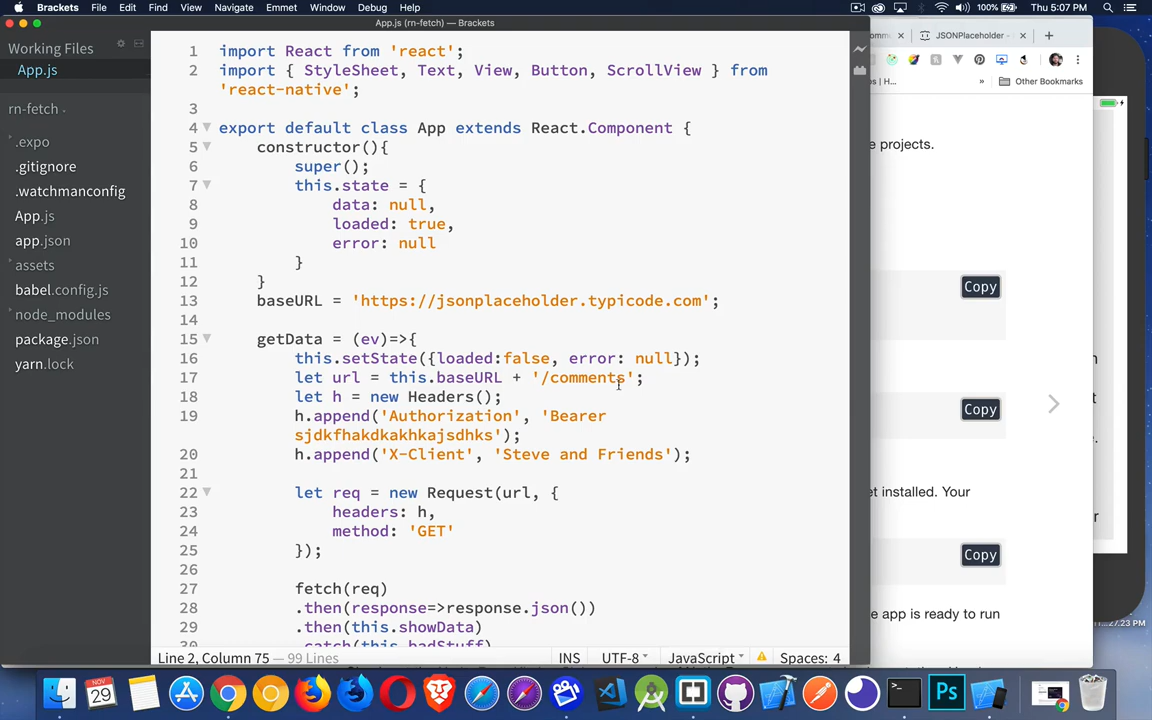 Brackets File Edit Find View Navigate Emmet Window Debug Help 100% Thu 5:07 PM
App.js (rn-fetch) — Brackets
Working Files
App.js
rn-fetch
.expo
.gitignore
.watchmanconfig
App.js
app.json
assets
babel.config.js
node_modules
package.json
yarn.lock
1 import React from 'react';
2 import { StyleSheet, Text, View, Button, ScrollView } from
'react-native';
3
4 export default class App extends React.Component {
5 constructor(){
6 super();
7 this.state = {
8 data: null,
9 loaded: true,
10 error: null
11 }
12 }
13 baseURL = 'https://jsonplaceholder.typicode.com';
14
15 getData = (ev)=>{
16 this.setState({loaded:false, error: null});
17 let url = this.baseURL + '/comments';
18 let h = new Headers();
19 h.append('Authorization', 'Bearer
sjdkfhakdkakhkajsdhks');
20 h.append('X-Client', 'Steve and Friends');
21
22 let req = new Request(url, {
23 headers: h,
24 method: 'GET'
25 });
26
27 fetch(req)
28 .then(response=>response.json())
29 .then(this.showData)
30 .catch(this.badStuff)
Line 2, Column 75 — 99 Lines
INS UTF-8 JavaScript Spaces: 4
JSONPlaceholder -
Other Bookmarks
e projects.
Copy
Copy
et installed. Your
Copy
e app is ready to run
...27.23 PM
NOV
29
Ps